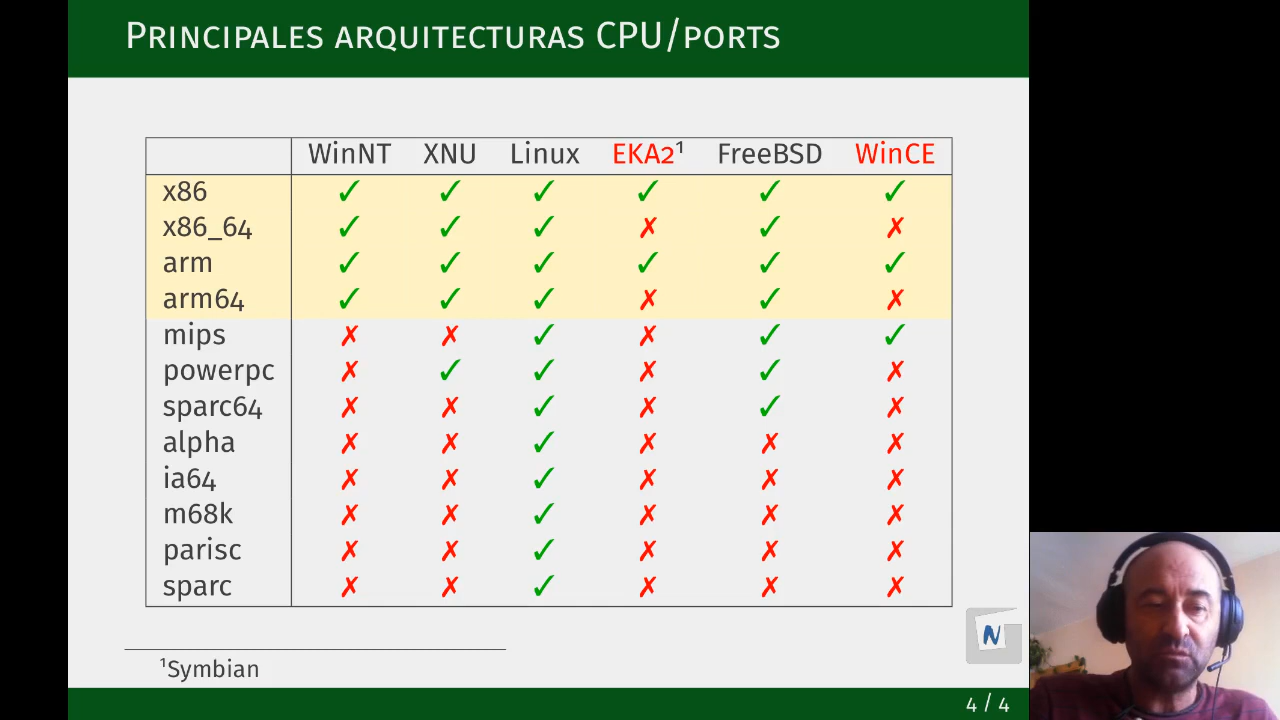 Principales arquitecturas CPU/ports
WinNT XNU Linux EKA2¹ FreeBSD WinCE
x86 ✓ ✓ ✓ ✓ ✓ ✓
x86_64 ✓ ✓ ✓ ✗ ✓ ✗
arm ✓ ✓ ✓ ✓ ✓ ✓
arm64 ✓ ✓ ✓ ✗ ✓ ✗
mips ✗ ✗ ✓ ✗ ✓ ✓
powerpc ✗ ✓ ✓ ✗ ✓ ✗
sparc64 ✗ ✗ ✓ ✗ ✓ ✗
alpha ✗ ✗ ✓ ✗ ✗ ✗
ia64 ✗ ✗ ✓ ✗ ✗ ✗
m68k ✗ ✗ ✓ ✗ ✗ ✗
parisc ✗ ✗ ✓ ✗ ✗ ✗
sparc ✗ ✗ ✓ ✗ ✗ ✗
N
¹Symbian
4 / 4